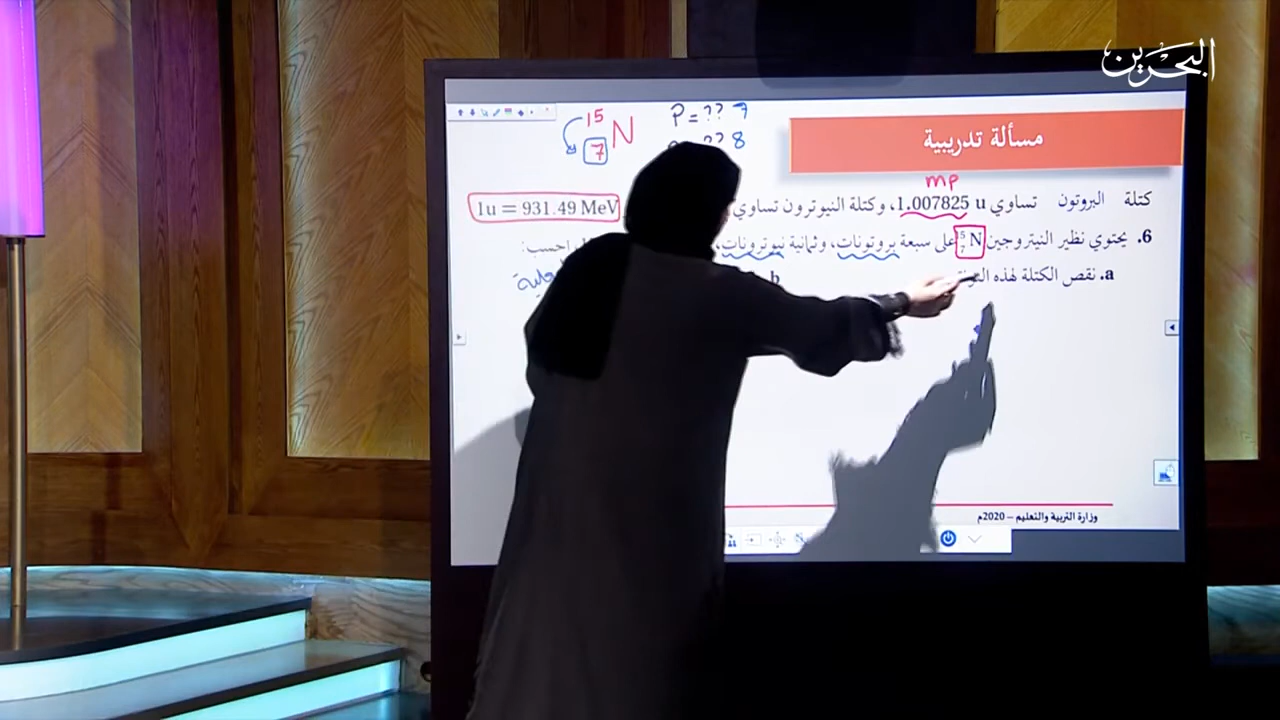 البحرين
15
7 N
P = ?? 7
?? 8
مسألة تدريبية
mp
كتلة البروتون تساوي 1.007825 u، وكتلة النيوترون تساوي
1u = 931.49 MeV
6. يحتوي نظير النيتروجين 15 7 N على سبعة بروتونات، وثمانية نيوترونات، احسب:
a. نقص الكتلة لهذه
b
وزارة التربية والتعليم – 2020م